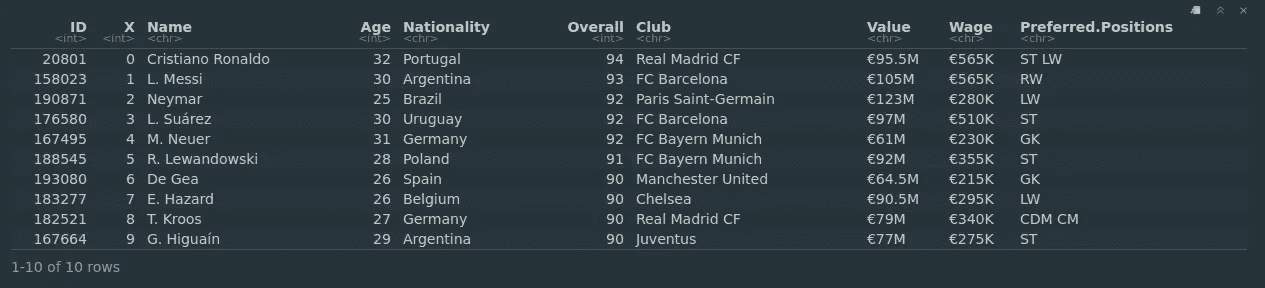 ID X Name Age Nationality Overall Club Value Wage Preferred.Positions
<int> <int> <chr> <int> <chr> <int> <chr> <chr> <chr> <chr>
20801 0 Cristiano Ronaldo 32 Portugal 94 Real Madrid CF €95.5M €565K ST LW
158023 1 L. Messi 30 Argentina 93 FC Barcelona €105M €565K RW
190871 2 Neymar 25 Brazil 92 Paris Saint-Germain €123M €280K LW
176580 3 L. Suárez 30 Uruguay 92 FC Barcelona €97M €510K ST
167495 4 M. Neuer 31 Germany 92 FC Bayern Munich €61M €230K GK
188545 5 R. Lewandowski 28 Poland 91 FC Bayern Munich €92M €355K ST
193080 6 De Gea 26 Spain 90 Manchester United €64.5M €215K GK
183277 7 E. Hazard 26 Belgium 90 Chelsea €90.5M €295K LW
182521 8 T. Kroos 27 Germany 90 Real Madrid CF €79M €340K CDM CM
167664 9 G. Higuaín 29 Argentina 90 Juventus €77M €275K ST
1-10 of 10 rows